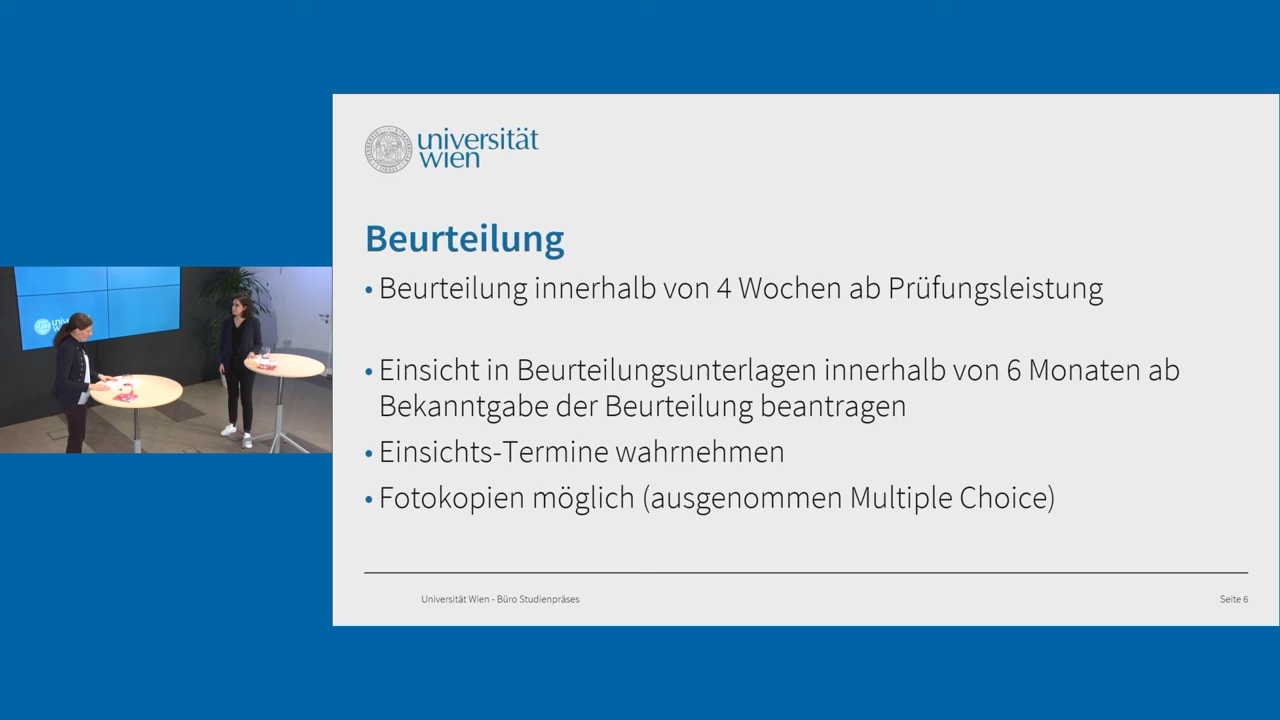 universität
wien
Beurteilung
• Beurteilung innerhalb von 4 Wochen ab Prüfungsleistung
• Einsicht in Beurteilungsunterlagen innerhalb von 6 Monaten ab
Bekanntgabe der Beurteilung beantragen
• Einsichts-Termine wahrnehmen
• Fotokopien möglich (ausgenommen Multiple Choice)
Universität Wien - Büro Studienpräses
Seite 6